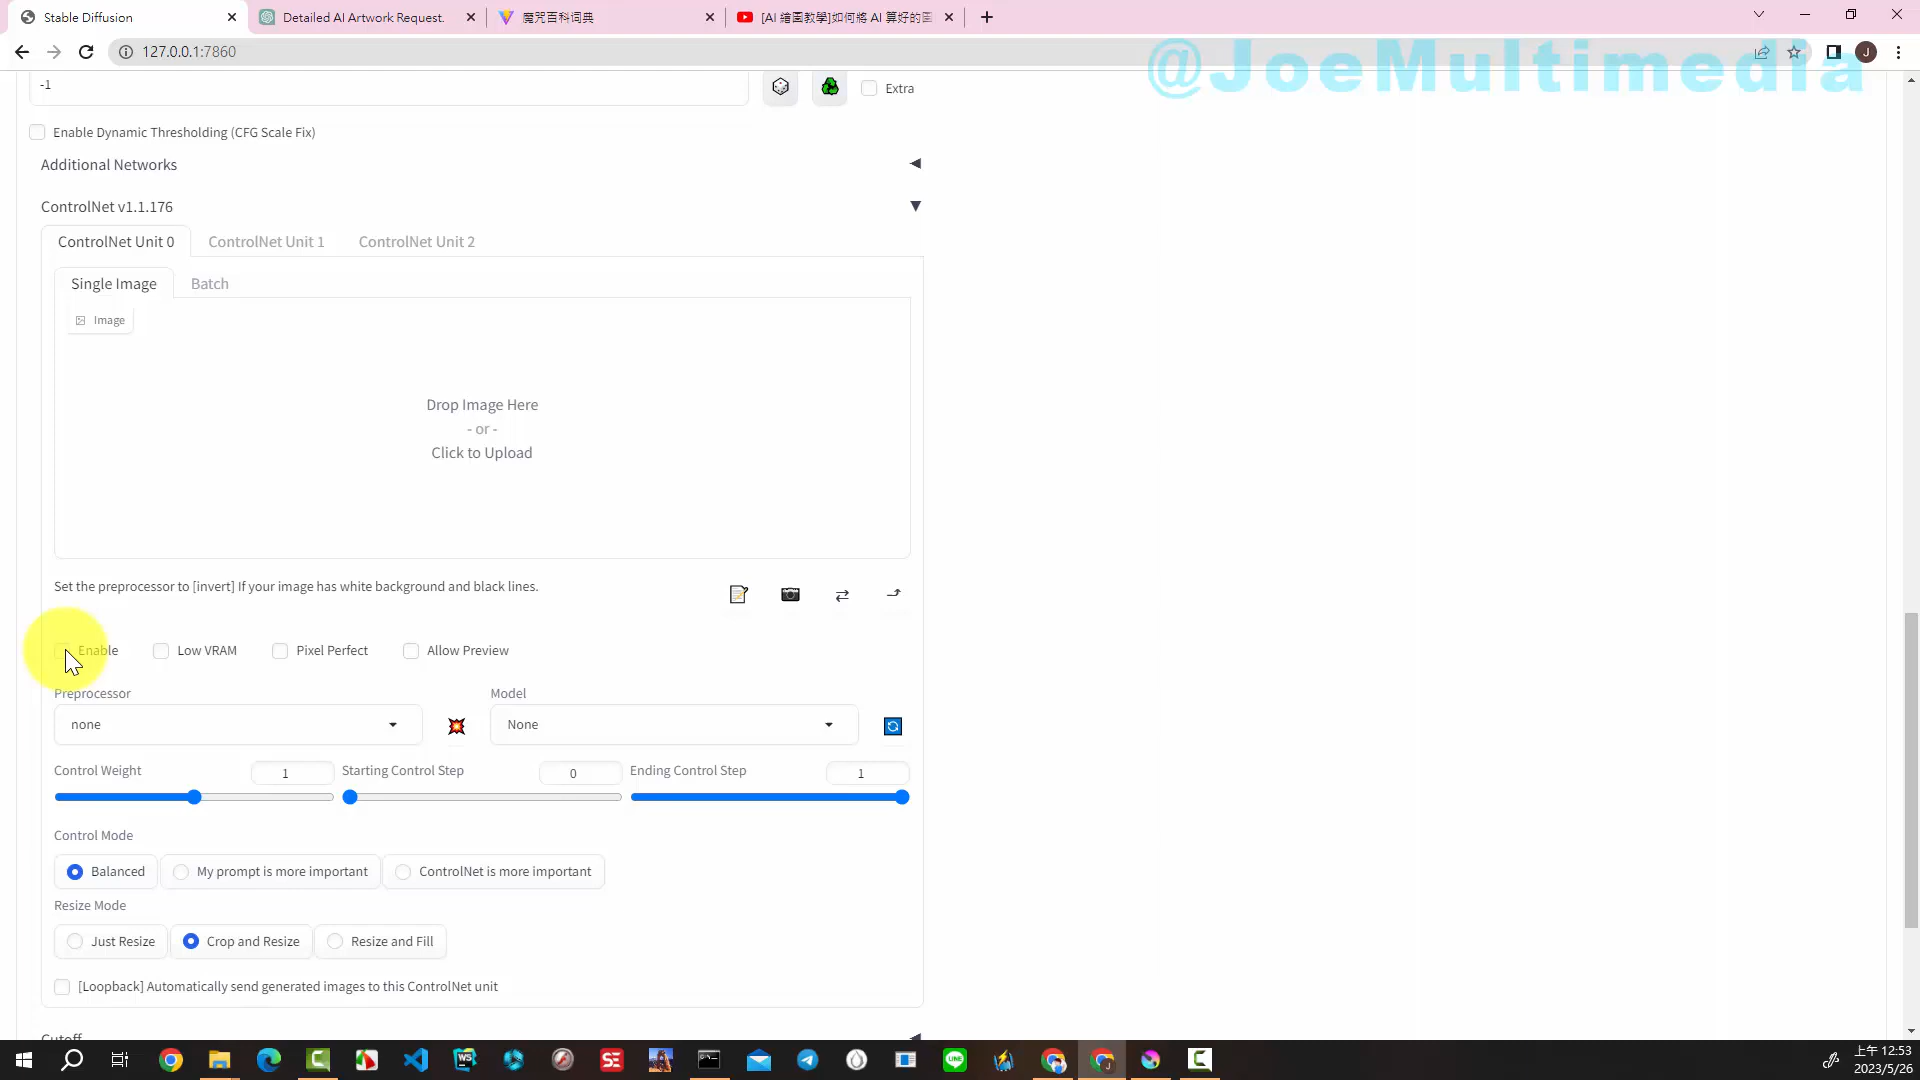 Stable Diffusion
Detailed AI Artwork Request.
魔咒百科词典
[AI 繪圖教學]如何將 AI 算好的
127.0.0.1:7860
J
@JoeMultimedia
-1
Extra
Enable Dynamic Thresholding (CFG Scale Fix)
Additional Networks
ControlNet v1.1.176
ControlNet Unit 0
ControlNet Unit 1
ControlNet Unit 2
Single Image
Batch
Image
Drop Image Here
- or -
Click to Upload
Set the preprocessor to [invert] If your image has white background and black lines.
Enable
Low VRAM
Pixel Perfect
Allow Preview
Preprocessor
Model
none
None
Control Weight
1
Starting Control Step
0
Ending Control Step
1
Control Mode
Balanced
My prompt is more important
ControlNet is more important
Resize Mode
Just Resize
Crop and Resize
Resize and Fill
[Loopback] Automatically send generated images to this ControlNet unit
Cutoff
上午 12:53
2023/5/26